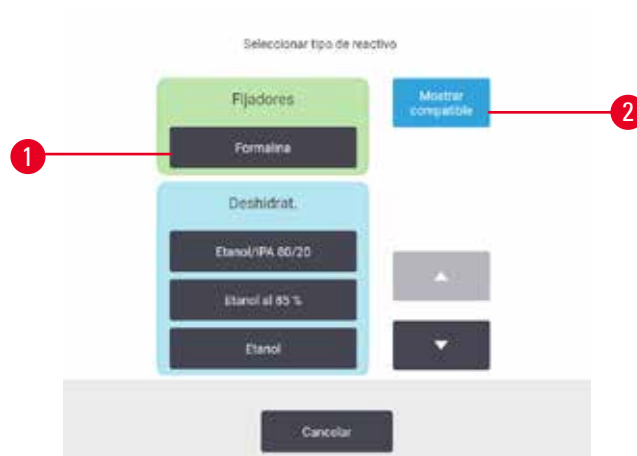 Seleccionar tipo de reactivo
Fijadores
Mostrar
compatible
2
1
Formalina
Deshidrat.
Etanol/IPA 80/20
Etanol al 85 %
Etanol
Cancelar